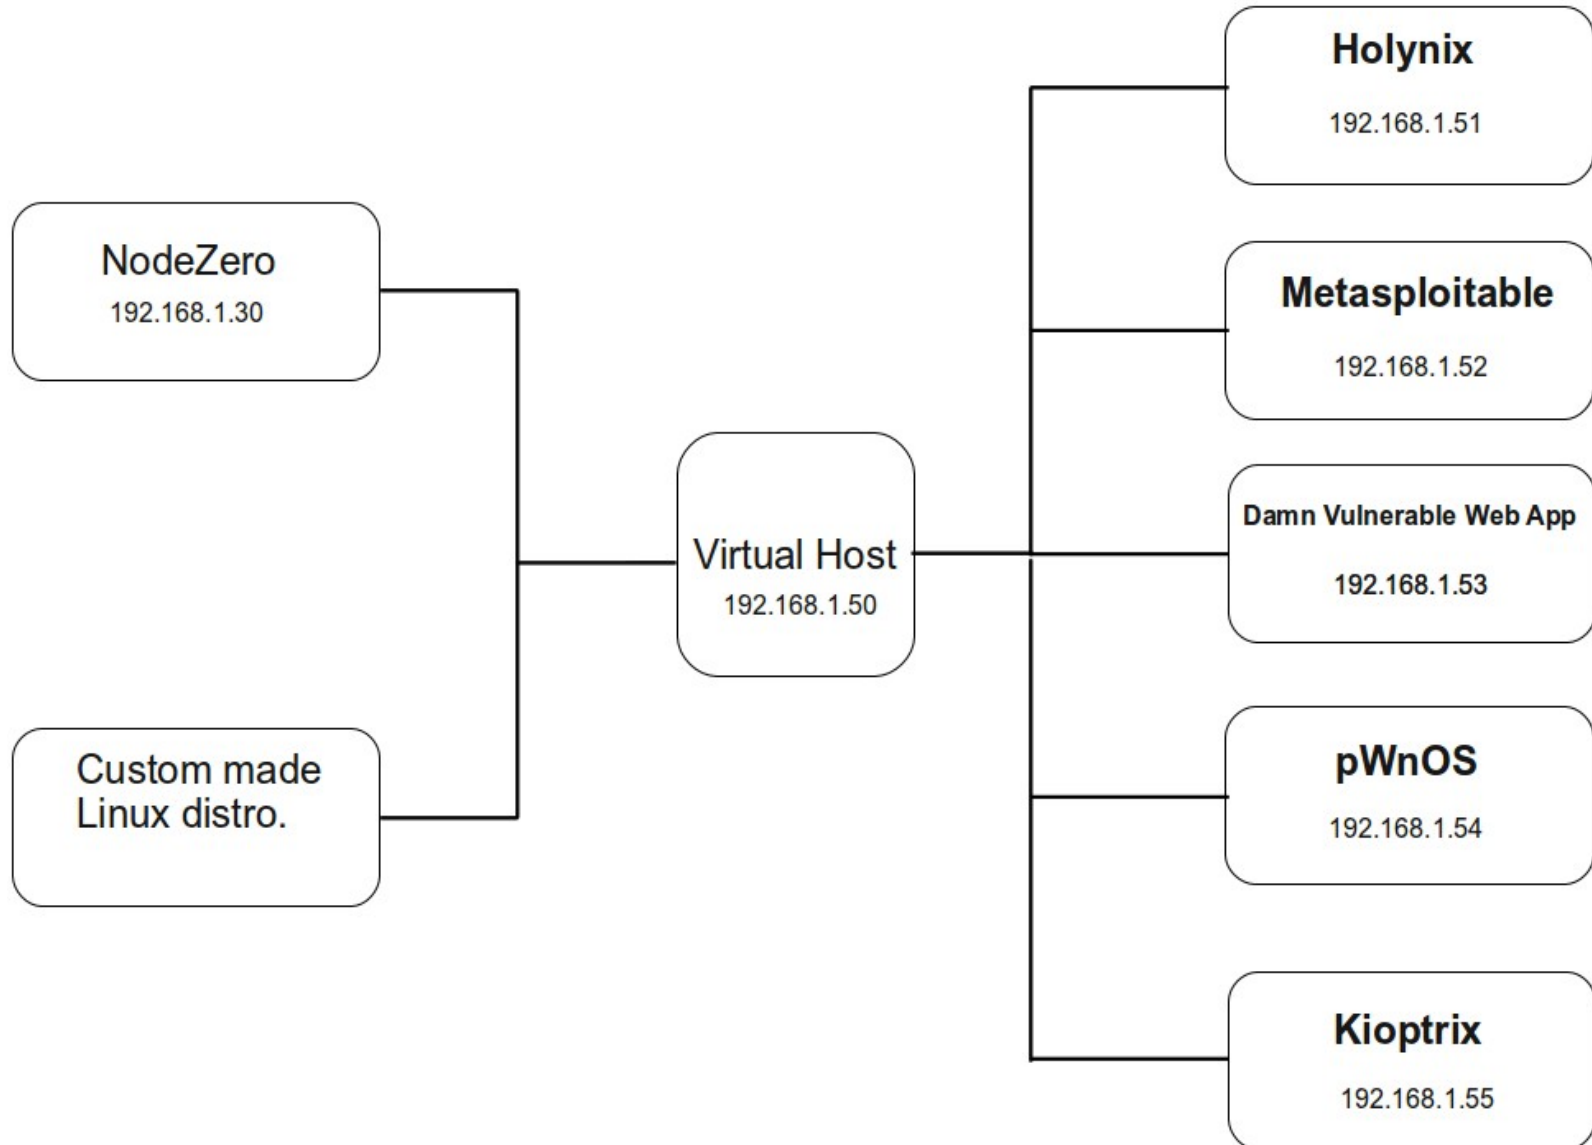 NodeZero
192.168.1.30
Custom made
Linux distro.
Virtual Host
192.168.1.50
Holynix
192.168.1.51
Metasploitable
192.168.1.52
Damn Vulnerable Web App
192.168.1.53
pWnOS
192.168.1.54
Kioptrix
192.168.1.55